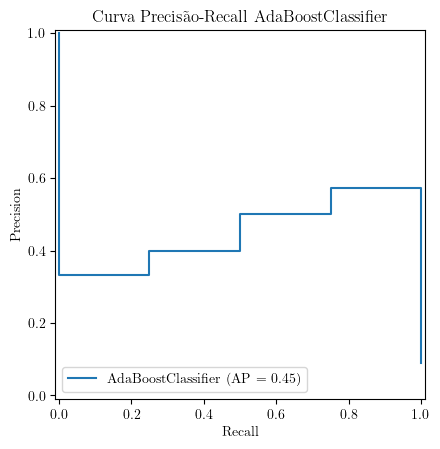 Curva Precisão-Recall AdaBoostClassifier
1.0
0.8
0.6
0.4
0.2
0.0
Precision
AdaBoostClassifier (AP = 0.45)
0.0 0.2 0.4 0.6 0.8 1.0
Recall